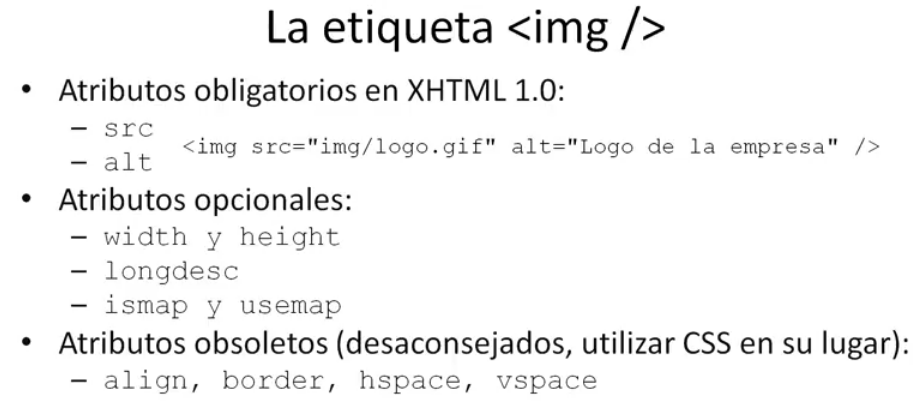 La etiqueta <img />
• Atributos obligatorios en XHTML 1.0:
– src
<img src="img/logo.gif" alt="Logo de la empresa" />
– alt
• Atributos opcionales:
– width y height
– longdesc
– ismap y usemap
• Atributos obsoletos (desaconsejados, utilizar CSS en su lugar):
– align, border, hspace, vspace